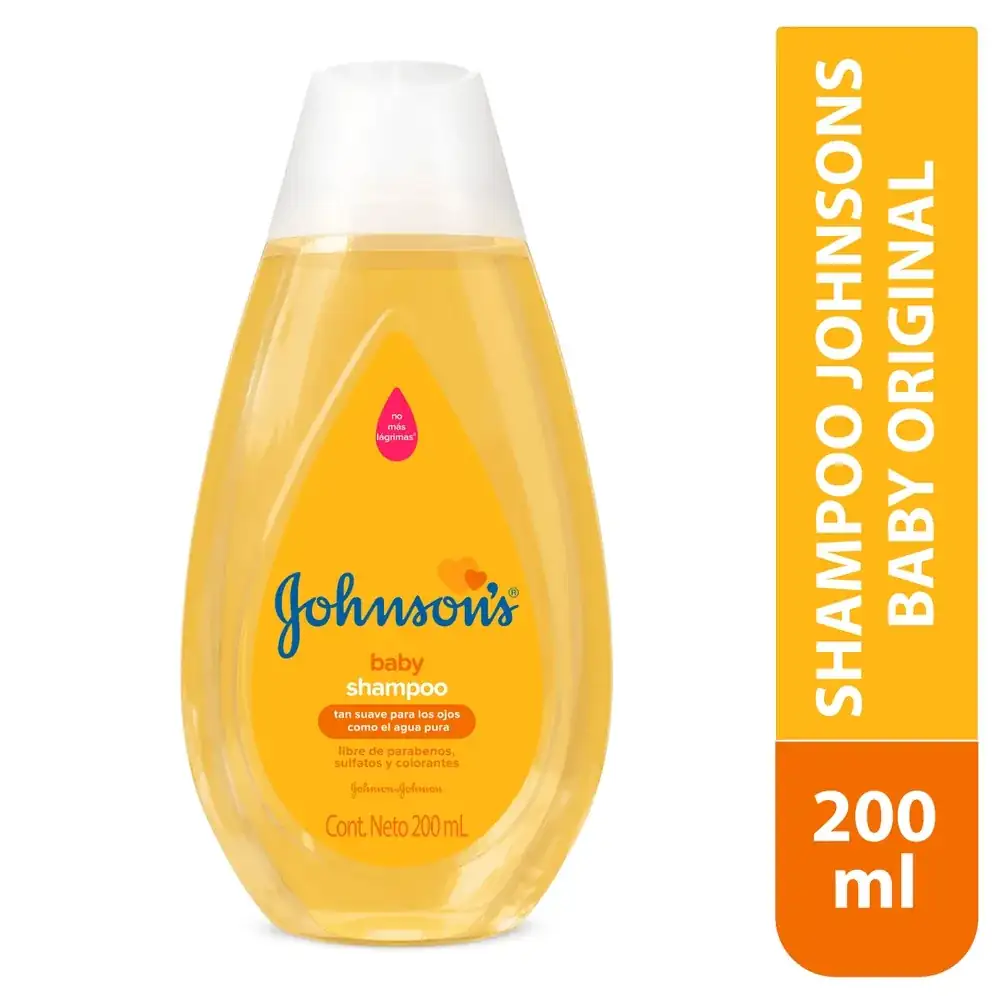 no
más
lágrimas*
Johnson's®
baby
shampoo
tan suave para los ojos
como el agua pura
libre de parabenos,
sulfatos y colorantes
Johnson & Johnson
Cont. Neto 200 mL
SHAMPOO JOHNSONS
BABY ORIGINAL
200
ml